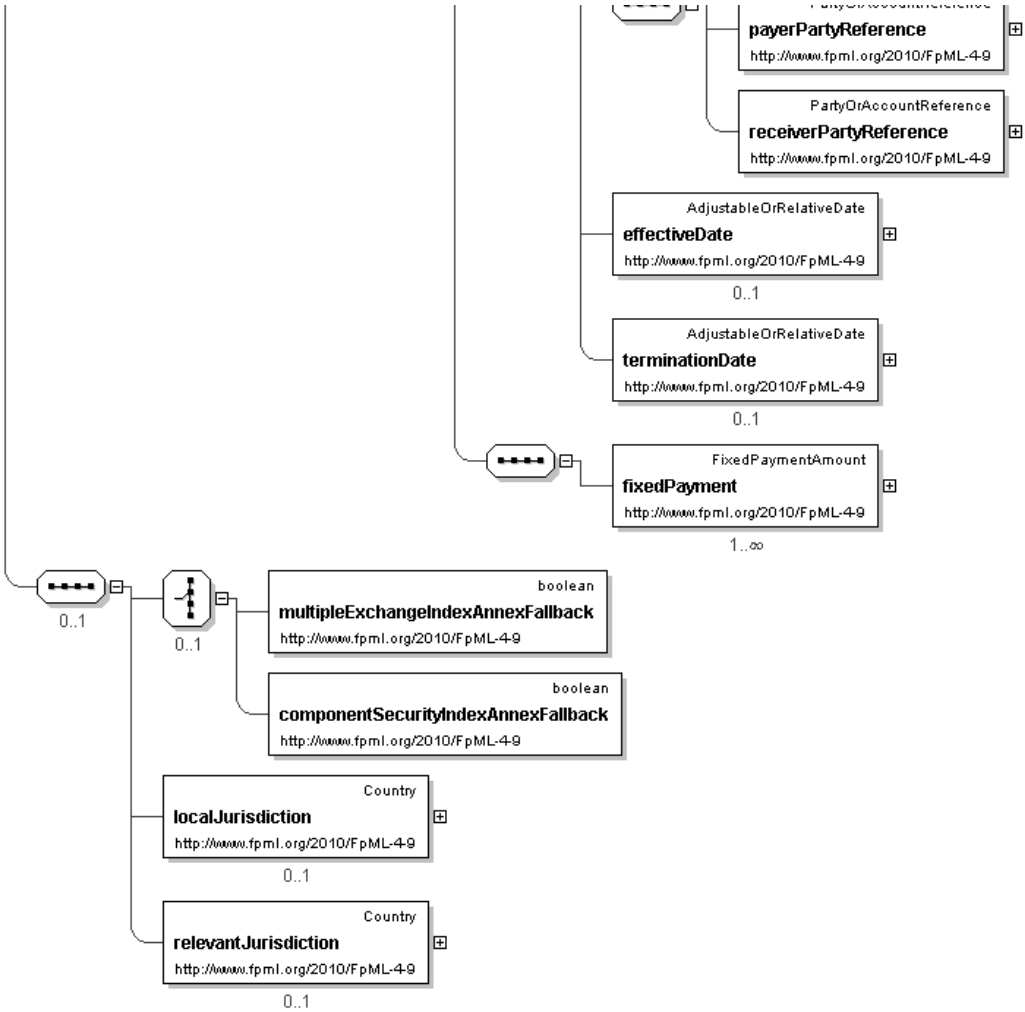 payerPartyReference
http://www.fpml.org/2010/FpML-4-9
PartyOrAccountReference
receiverPartyReference
http://www.fpml.org/2010/FpML-4-9
AdjustableOrRelativeDate
effectiveDate
http://www.fpml.org/2010/FpML-4-9
0..1
AdjustableOrRelativeDate
terminationDate
http://www.fpml.org/2010/FpML-4-9
0..1
FixedPaymentAmount
fixedPayment
http://www.fpml.org/2010/FpML-4-9
1..∞
0..1
0..1
boolean
multipleExchangeIndexAnnexFallback
http://www.fpml.org/2010/FpML-4-9
boolean
componentSecurityIndexAnnexFallback
http://www.fpml.org/2010/FpML-4-9
Country
localJurisdiction
http://www.fpml.org/2010/FpML-4-9
0..1
Country
relevantJurisdiction
http://www.fpml.org/2010/FpML-4-9
0..1